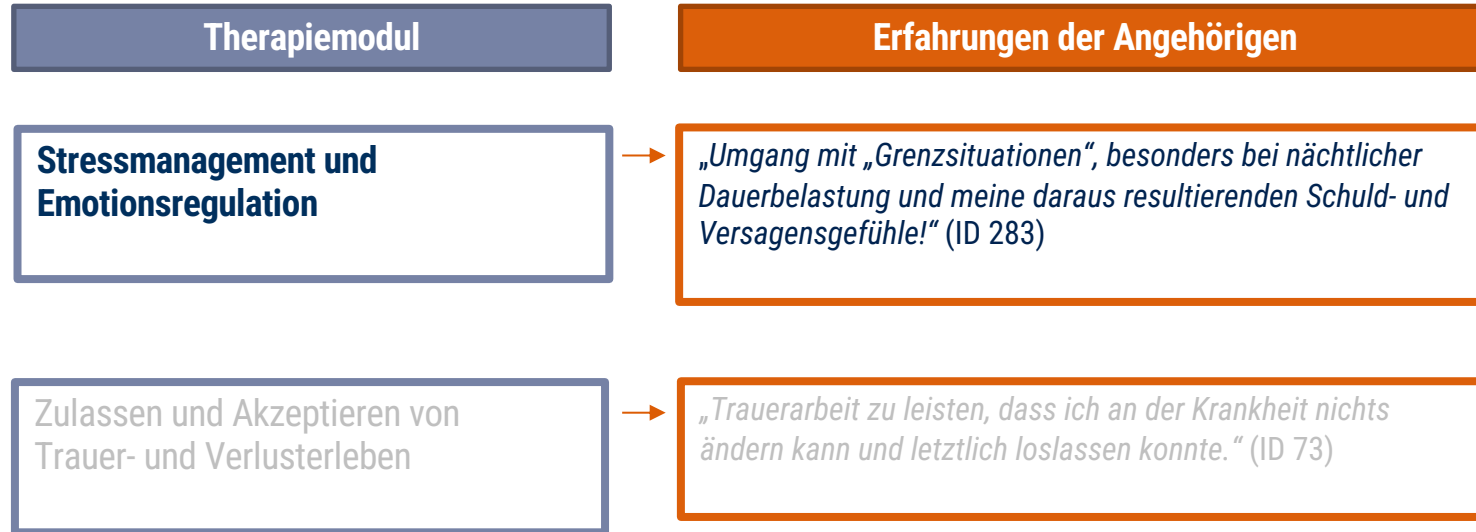 Therapiemodul
Erfahrungen der Angehörigen
Stressmanagement und
Emotionsregulation
„Umgang mit „Grenzsituationen“, besonders bei nächtlicher
Dauerbelastung und meine daraus resultierenden Schuld- und
Versagensgefühle!“ (ID 283)
Zulassen und Akzeptieren von
Trauer- und Verlusterleben
„Trauerarbeit zu leisten, dass ich an der Krankheit nichts
ändern kann und letztlich loslassen konnte.“ (ID 73)